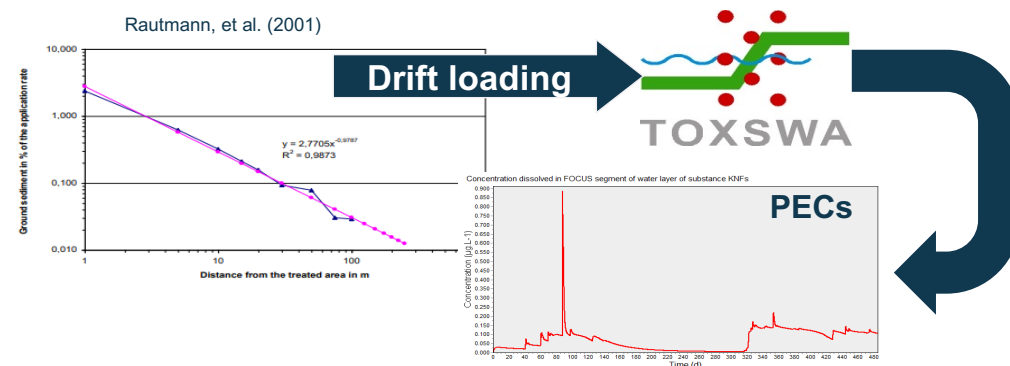 Rautmann, et al. (2001)
10,000
1,000
0,100
0,010
Ground sediment in % of the application rate
y = 2,7705x^-0,9787
R² = 0,9873
1
10
100
Distance from the treated area in m
Drift loading
TOXSWA
Concentration dissolved in FOCUS segment of water layer of substance KNFs
PECs
0.900
0.850
0.800
0.750
0.700
0.650
0.600
0.550
0.500
0.450
0.400
0.350
0.300
0.250
0.200
0.150
0.100
0.050
0.000
Concentration (µg.L-1)
0 20 40 60 80 100 120 140 160 180 200 220 240 260 280 300 320 340 360 380 400 420 440 460 480
Time (d)